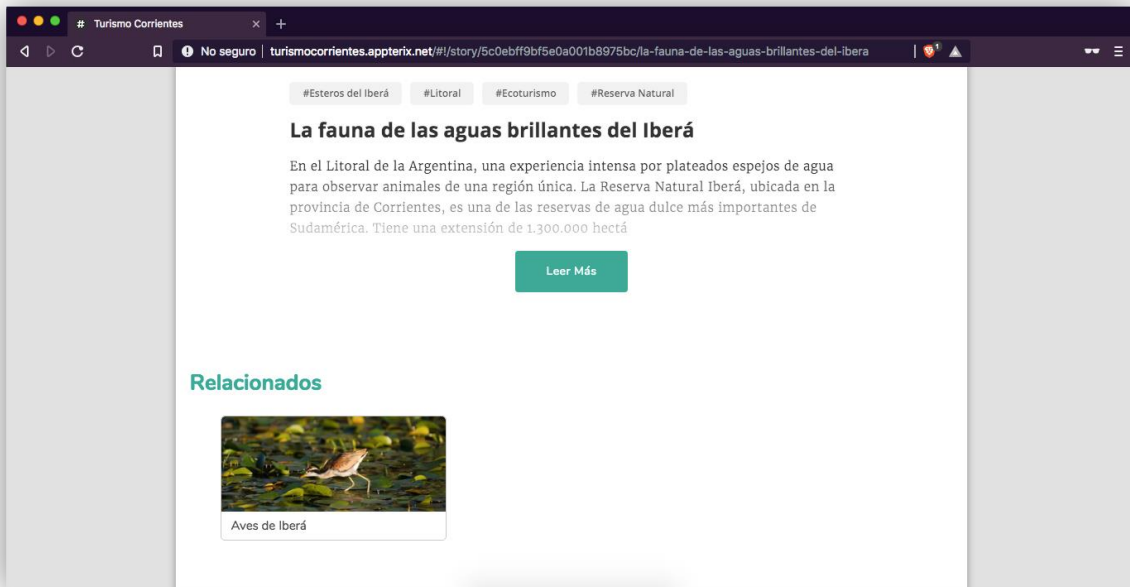 # Turismo Corrientes × +
No seguro | turismocorrientes.appterix.net/#!/story/5c0ebff9bf5e0a001b8975bc/la-fauna-de-las-aguas-brillantes-del-ibera 1
#Esteros del Iberá #Litoral #Ecoturismo #Reserva Natural
La fauna de las aguas brillantes del Iberá
En el Litoral de la Argentina, una experiencia intensa por plateados espejos de agua
para observar animales de una región única. La Reserva Natural Iberá, ubicada en la
provincia de Corrientes, es una de las reservas de agua dulce más importantes de
Sudamérica. Tiene una extensión de 1.300.000 hectá
Leer Más
Relacionados
Aves de Iberá